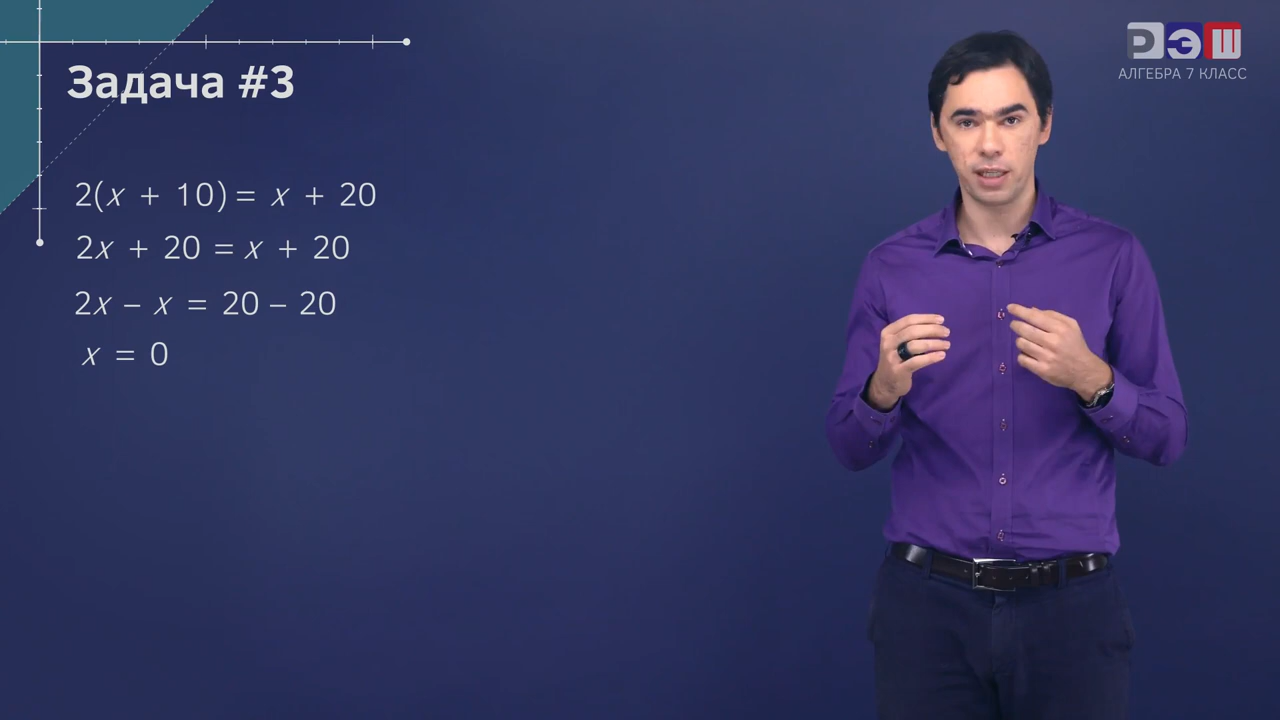 Задача #3
2(x + 10) = x + 20
2x + 20 = x + 20
2x – x = 20 – 20
x = 0
РЭШ
АЛГЕБРА 7 КЛАСС